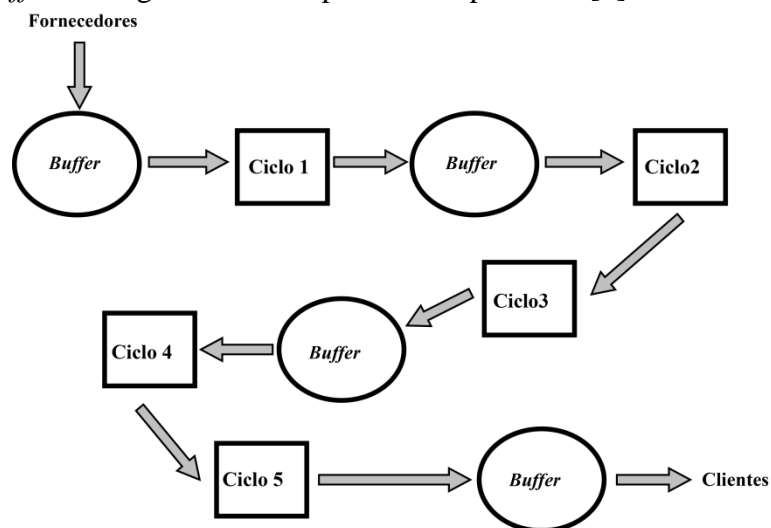 Fornecedores
Buffer
Ciclo 1
Buffer
Ciclo2
Ciclo3
Buffer
Ciclo 4
Ciclo 5
Buffer
Clientes